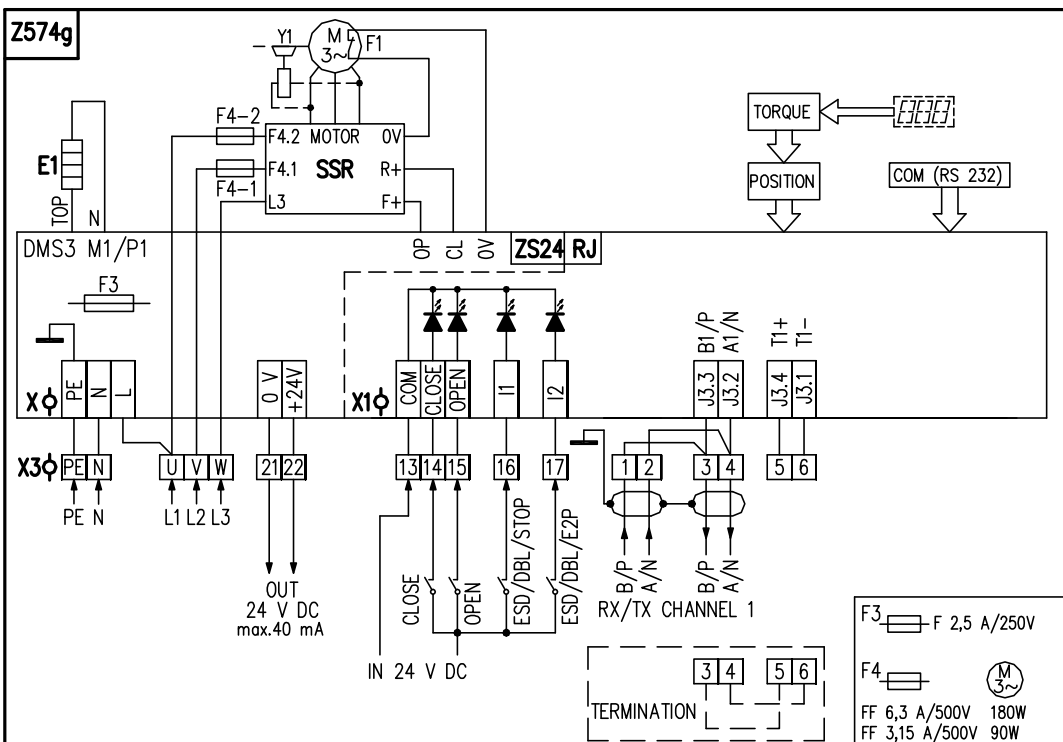 Z574g
Y1
M
3~
F1
F4-2
F4.2 MOTOR 0V
SSR
F4.1
R+
F4-1
L3
F+
TORQUE
POSITION
COM (RS 232)
E1
TOP
N
OP
CL
0V
DMS3 M1/P1
ZS24 RJ
F3
B1/P
A1/N
T1+
T1-
X
PE
N
L
0 V
+24V
X1
COM
CLOSE
OPEN
I1
I2
J3.3
J3.2
J3.4
J3.1
X3
PE N
U V W
21 22
13 14 15
16
17
1 2
3 4
5 6
PE N
L1 L2 L3
OUT
24 V DC
max.40 mA
CLOSE
OPEN
ESD/DBL/STOP
ESD/DBL/E2P
B/P
A/N
B/P
A/N
RX/TX CHANNEL 1
IN 24 V DC
TERMINATION
3 4
5 6
F3
F 2,5 A/250V
F4
M
3~
FF 6,3 A/500V 180W
FF 3,15 A/500V 90W